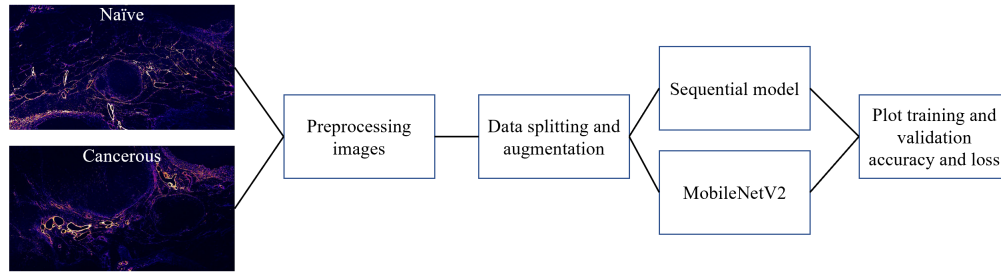 Naïve
Cancerous
Preprocessing
images
Data splitting and
augmentation
Sequential model
MobileNetV2
Plot training and
validation
accuracy and loss